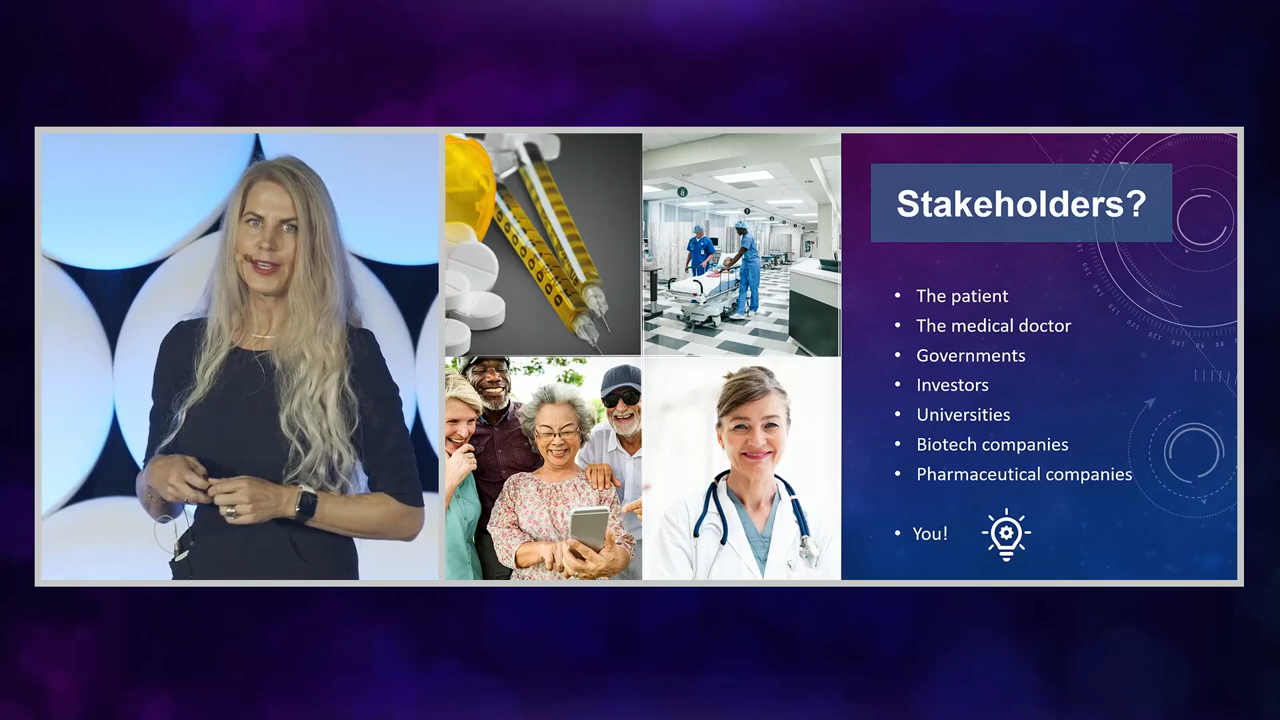 Stakeholders?
• The patient
• The medical doctor
• Governments
• Investors
• Universities
• Biotech companies
• Pharmaceutical companies
• You!